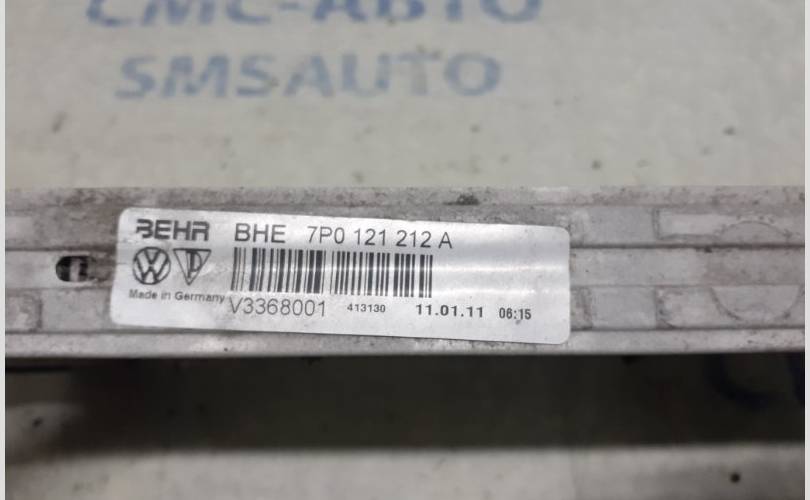 СМС-АВТО
SMSAUTO
BEHR BHE 7P0 121 212 A
Made in Germany V3368001 413130 11.01.11 06:15